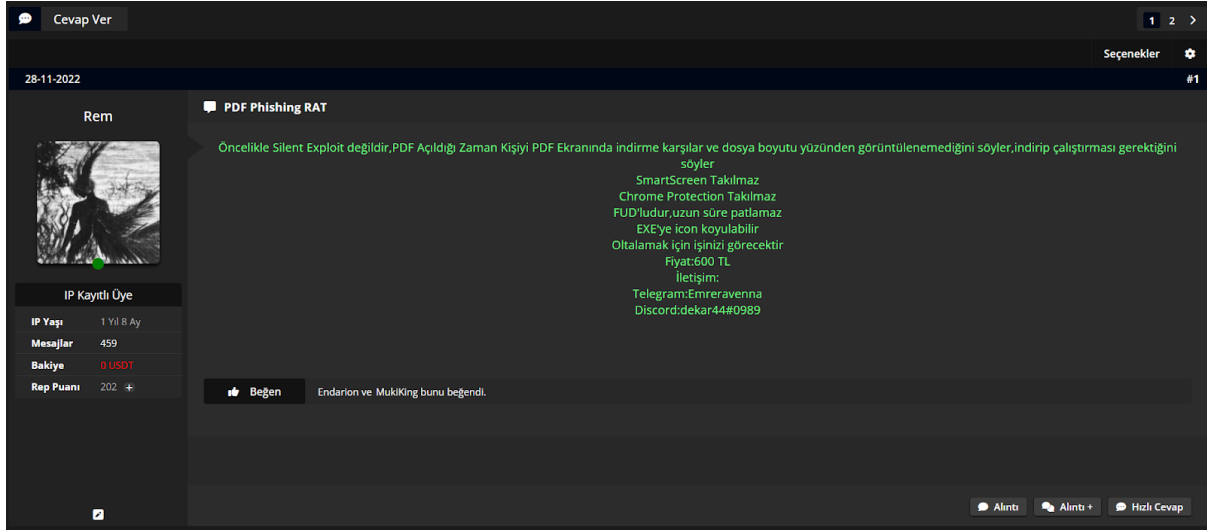 Cevap Ver
1 2 >
Seçenekler
28-11-2022
#1
Rem
PDF Phishing RAT
Öncelikle Silent Exploit değildir,PDF Açıldığı Zaman Kişiyi PDF Ekranında indirme karşılar ve dosya boyutu yüzünden görüntülenemediğini söyler,indirip çalıştırması gerektiğini
söyler
SmartScreen Takılmaz
Chrome Protection Takılmaz
FUD'ludur,uzun süre patlamaz
EXE'ye icon koyulabilir
Oltalamak için işinizi görecektir
Fiyat:600 TL
İletişim:
Telegram:Emreravenna
Discord:dekar44#0989
IP Kayıtlı Üye
IP Yaşı 1 Yıl 8 Ay
Mesajlar 459
Bakiye 0 USDT
Rep Puanı 202 +
Beğen
Endarion ve MukiKing bunu beğendi.
Alıntı
Alıntı +
Hızlı Cevap